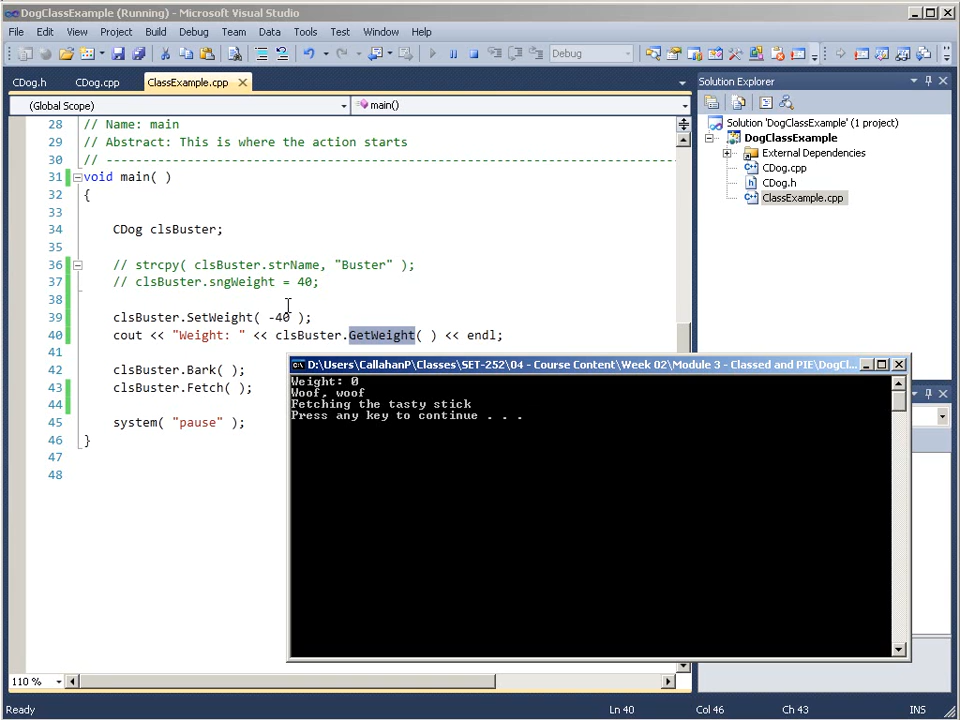 DogClassExample (Running) - Microsoft Visual Studio
File Edit View Project Build Debug Team Data Tools Test Window Help
Debug
CDog.h CDog.cpp ClassExample.cpp
(Global Scope) main()
28 // Name: main
29 // Abstract: This is where the action starts
30 // --------------------------------------------------------------------------------
31 void main( )
32 {
33
34 CDog clsBuster;
35
36 // strcpy( clsBuster.strName, "Buster" );
37 // clsBuster.sngWeight = 40;
38
39 clsBuster.SetWeight( -40 );
40 cout << "Weight: " << clsBuster.GetWeight( ) << endl;
41
42 clsBuster.Bark( );
43 clsBuster.Fetch( );
44
45 system( "pause" );
46 }
47
48
110 %
Solution Explorer
Solution 'DogClassExample' (1 project)
DogClassExample
External Dependencies
CDog.cpp
CDog.h
ClassExample.cpp
D:\Users\CallahanP\Classes\SET-252\04 - Course Content\Week 02\Module 3 - Classed and PIE\DogCl...
Weight: 0
Woof, woof
Fetching the tasty stick
Press any key to continue . . .
Ready Ln 40 Col 46 Ch 43 INS